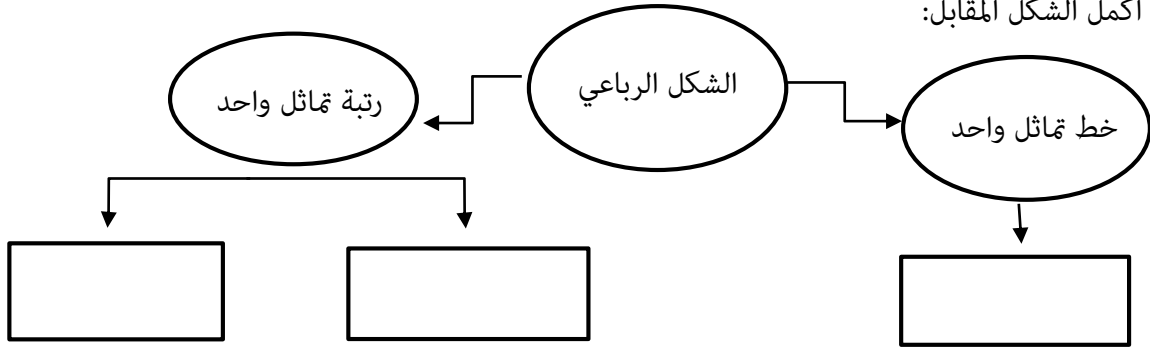 أكمل الشكل المقابل:
الشكل الرباعي
خط تماثل واحد
رتبة تماثل واحد